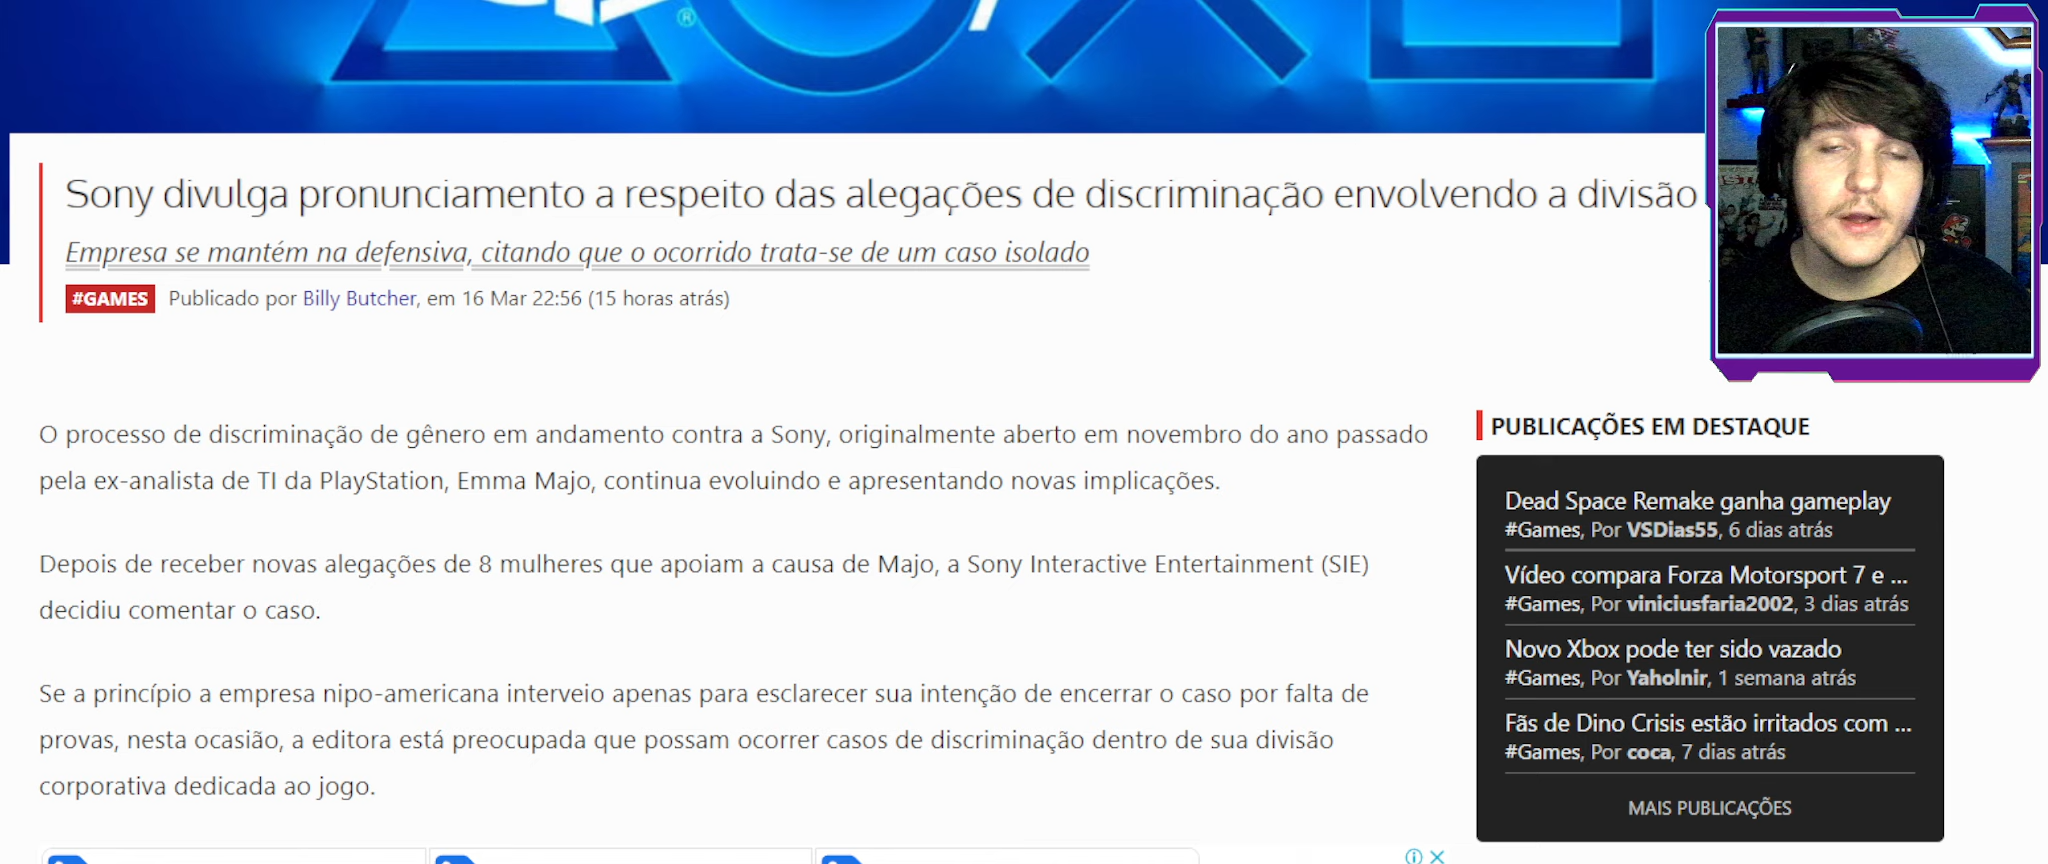 Sony divulga pronunciamento a respeito das alegações de discriminação envolvendo a divisão
Empresa se mantém na defensiva, citando que o ocorrido trata-se de um caso isolado
#GAMES Publicado por Billy Butcher, em 16 Mar 22:56 (15 horas atrás)
O processo de discriminação de gênero em andamento contra a Sony, originalmente aberto em novembro do ano passado
pela ex-analista de TI da PlayStation, Emma Majo, continua evoluindo e apresentando novas implicações.
Depois de receber novas alegações de 8 mulheres que apoiam a causa de Majo, a Sony Interactive Entertainment (SIE)
decidiu comentar o caso.
Se a princípio a empresa nipo-americana interveio apenas para esclarecer sua intenção de encerrar o caso por falta de
provas, nesta ocasião, a editora está preocupada que possam ocorrer casos de discriminação dentro de sua divisão
corporativa dedicada ao jogo.
PUBLICAÇÕES EM DESTAQUE
Dead Space Remake ganha gameplay
#Games, Por VSDias55, 6 dias atrás
Vídeo compara Forza Motorsport 7 e ...
#Games, Por viniciusfaria2002, 3 dias atrás
Novo Xbox pode ter sido vazado
#Games, Por Yaholnir, 1 semana atrás
Fãs de Dino Crisis estão irritados com ...
#Games, Por coca, 7 dias atrás
MAIS PUBLICAÇÕES